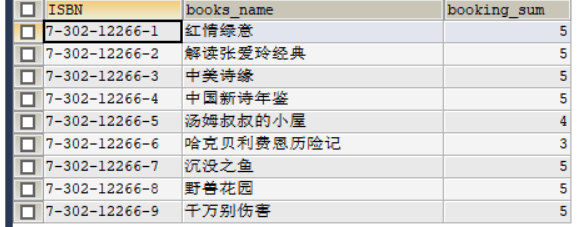 ISBN books_name booking_sum
7-302-12266-1 红情绿意 5
7-302-12266-2 解读张爱玲经典 5
7-302-12266-3 中美诗缘 5
7-302-12266-4 中国新诗年鉴 5
7-302-12266-5 汤姆叔叔的小屋 4
7-302-12266-6 哈克贝利费恩历险记 3
7-302-12266-7 沉没之鱼 5
7-302-12266-8 野兽花园 5
7-302-12266-9 千万别伤害 5